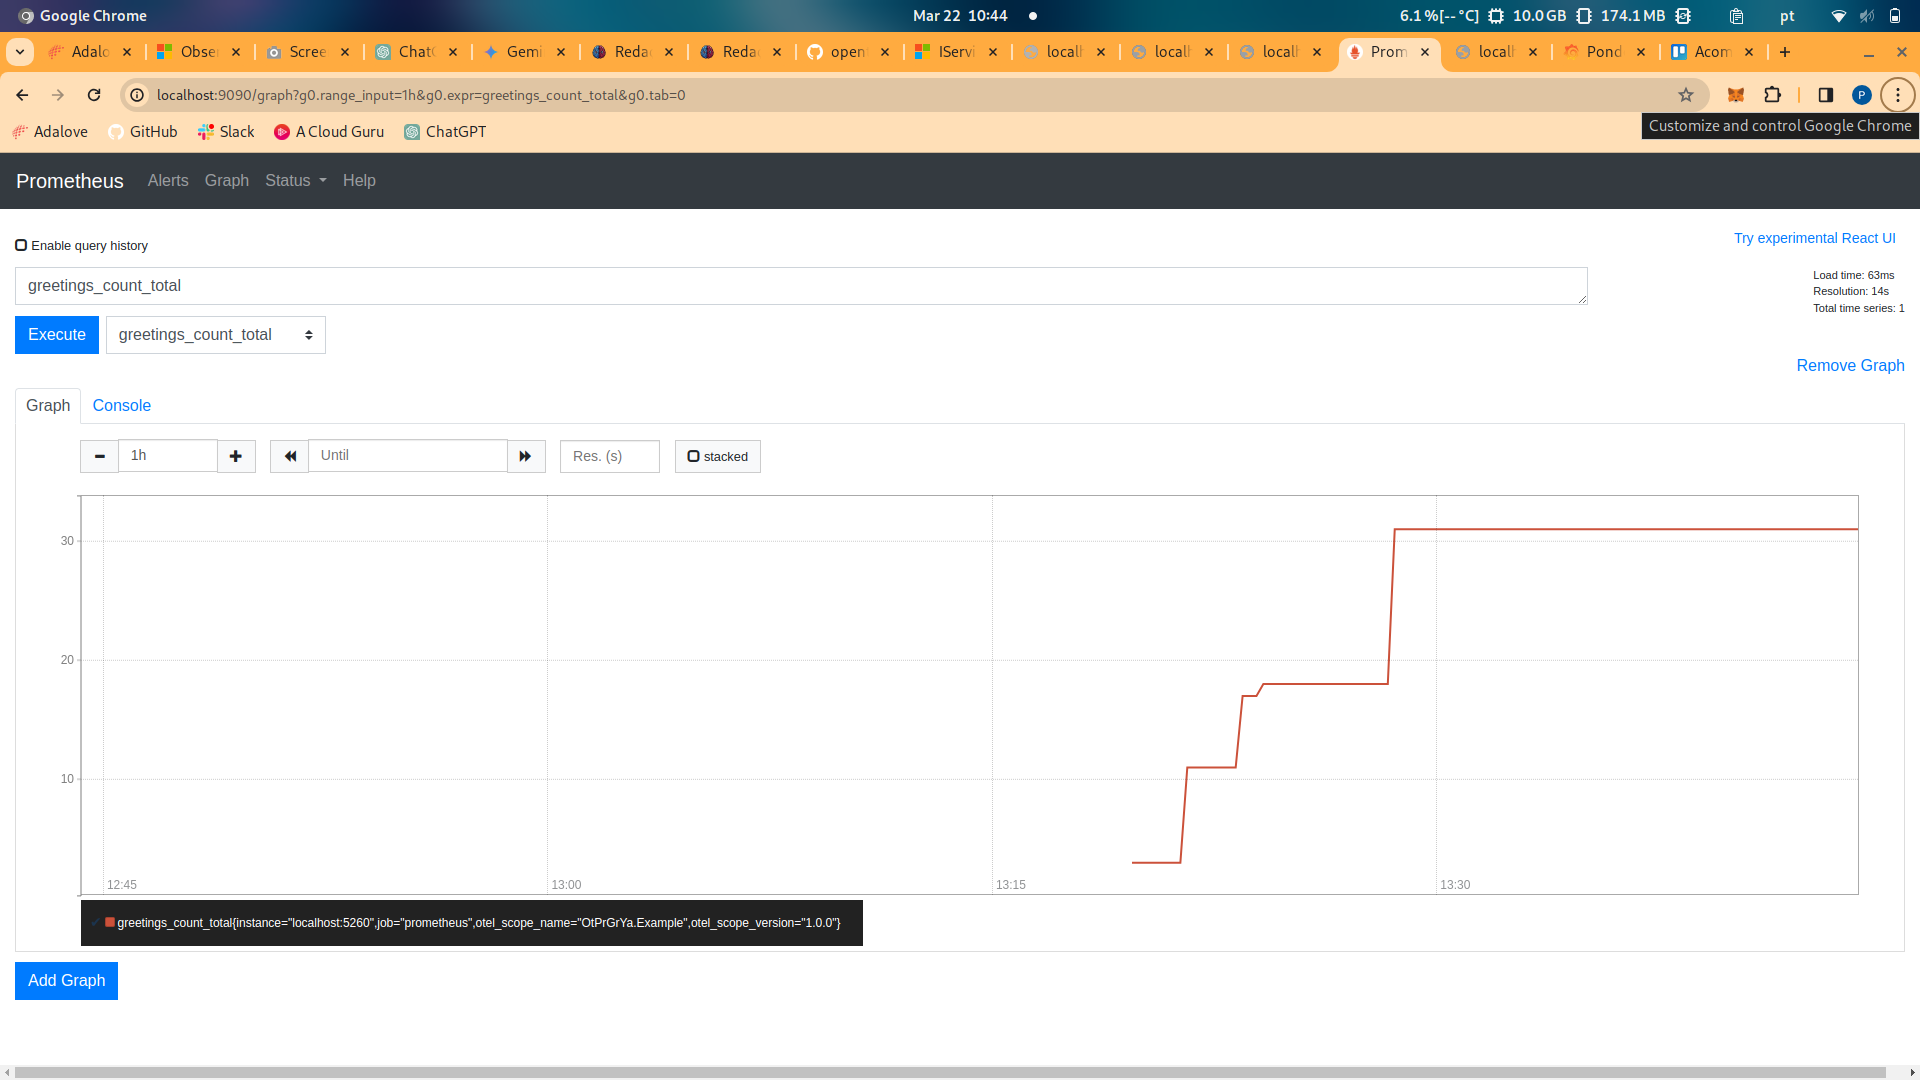 Google Chrome
Mar 22 10:44
6.1 %[-- °C] 10.0 GB 174.1 MB pt
Adalo Obse Scree ChatG Gemi Reda Reda open IServi localh localh localh Prom localh Pond Acom
localhost:9090/graph?g0.range_input=1h&g0.expr=greetings_count_total&g0.tab=0
P
Adalove GitHub Slack A Cloud Guru ChatGPT
Customize and control Google Chrome
Prometheus Alerts Graph Status Help
Enable query history
Try experimental React UI
greetings_count_total
Load time: 63ms
Resolution: 14s
Total time series: 1
Execute greetings_count_total
Remove Graph
Graph Console
1h Until Res. (s) stacked
30
20
10
12:45 13:00 13:15 13:30
greetings_count_total{instance="localhost:5260",job="prometheus",otel_scope_name="OtPrGrYa.Example",otel_scope_version="1.0.0"}
Add Graph